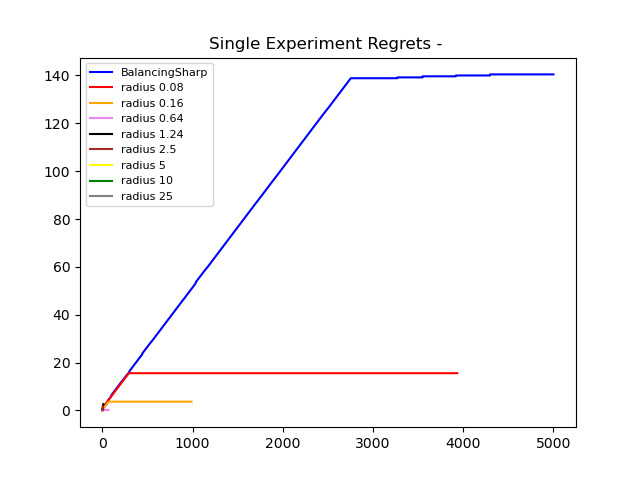 Single Experiment Regrets -
140
120
100
80
60
40
20
0
BalancingSharp
radius 0.08
radius 0.16
radius 0.64
radius 1.24
radius 2.5
radius 5
radius 10
radius 25
0 1000 2000 3000 4000 5000